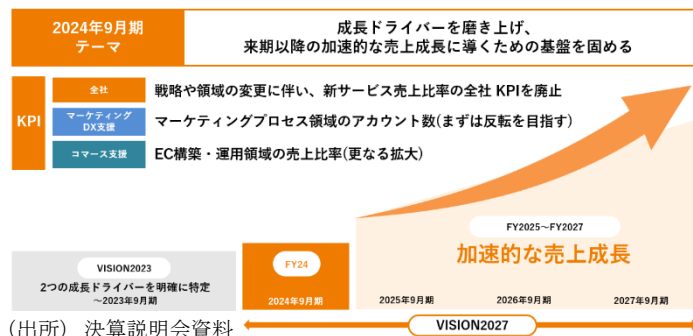 2024年9月期
テーマ
成長ドライバーを磨き上げ、
来期以降の加速的な売上成長に導くための基盤を固める
KPI
全社
戦略や領域の変更に伴い、新サービス売上比率の全社 KPIを廃止
マーケティング
DX支援
マーケティングプロセス領域のアカウント数(まずは反転を目指す)
コマース支援
EC構築・運用領域の売上比率(更なる拡大)
VISION2023
2つの成長ドライバーを明確に特定
～2023年9月期
FY24
2024年9月期
FY2025～FY2027
加速的な売上成長
2025年9月期
2026年9月期
2027年9月期
(出所) 決算説明会資料
VISION2027